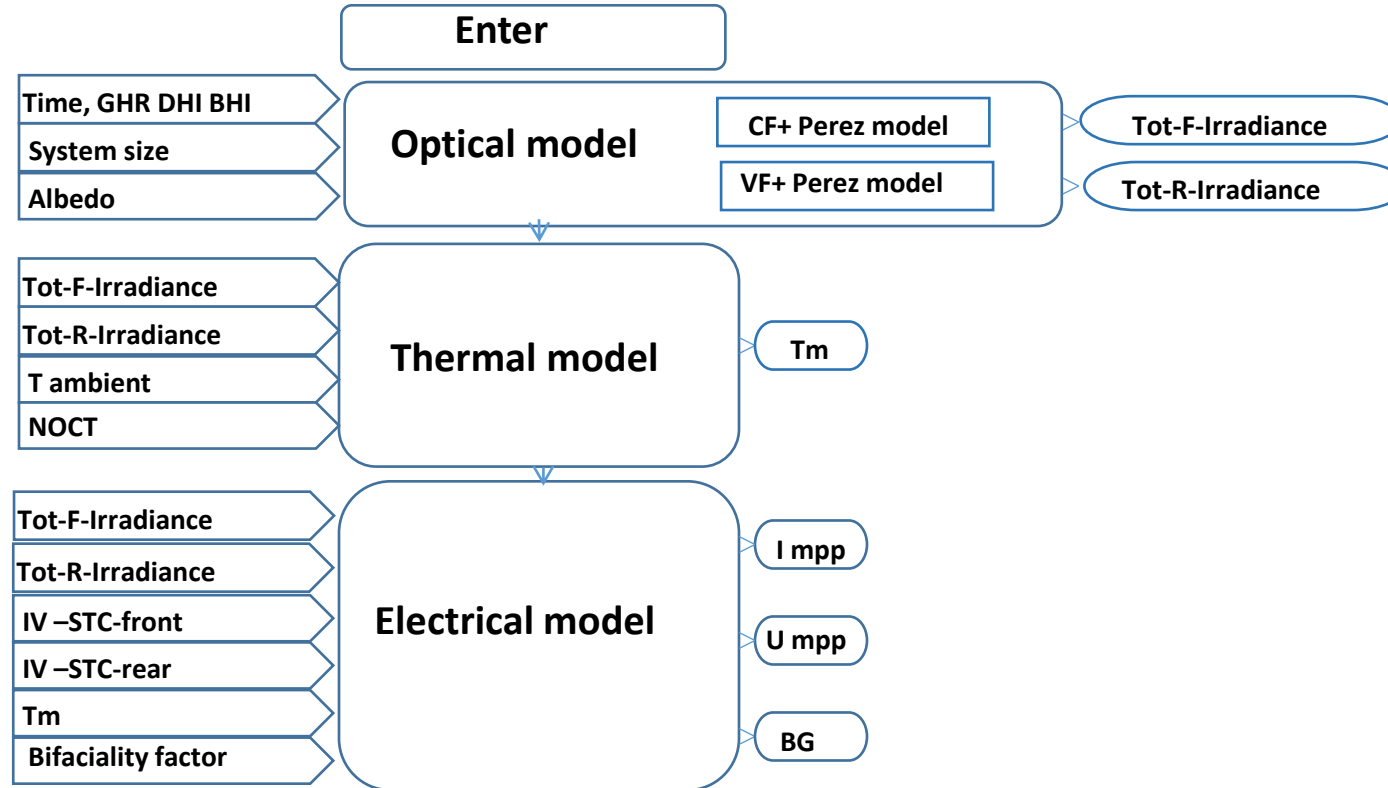 Enter
Time, GHR DHI BHI
System size
Albedo
Optical model
CF+ Perez model
VF+ Perez model
Tot-F-Irradiance
Tot-R-Irradiance
Tot-F-Irradiance
Tot-R-Irradiance
T ambient
NOCT
Thermal model
Tm
Tot-F-Irradiance
Tot-R-Irradiance
IV –STC-front
IV –STC-rear
Tm
Bifaciality factor
Electrical model
I mpp
U mpp
BG